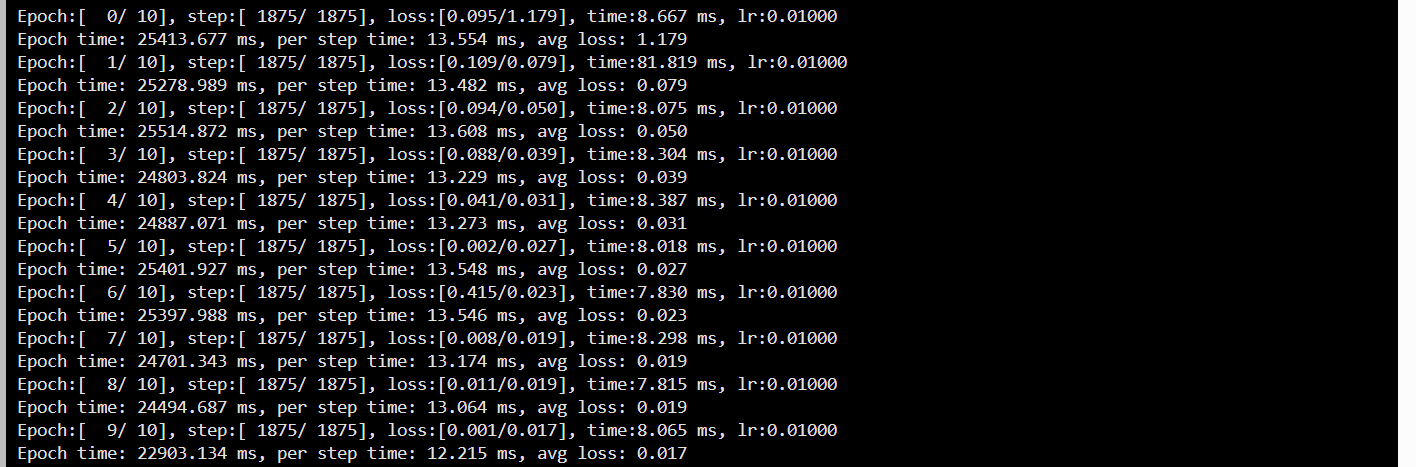 Epoch:[  0/ 10], step:[ 1875/ 1875], loss:[0.095/1.179], time:8.667 ms, lr:0.01000
Epoch time: 25413.677 ms, per step time: 13.554 ms, avg loss: 1.179
Epoch:[  1/ 10], step:[ 1875/ 1875], loss:[0.109/0.079], time:81.819 ms, lr:0.01000
Epoch time: 25278.989 ms, per step time: 13.482 ms, avg loss: 0.079
Epoch:[  2/ 10], step:[ 1875/ 1875], loss:[0.094/0.050], time:8.075 ms, lr:0.01000
Epoch time: 25514.872 ms, per step time: 13.608 ms, avg loss: 0.050
Epoch:[  3/ 10], step:[ 1875/ 1875], loss:[0.088/0.039], time:8.304 ms, lr:0.01000
Epoch time: 24803.824 ms, per step time: 13.229 ms, avg loss: 0.039
Epoch:[  4/ 10], step:[ 1875/ 1875], loss:[0.041/0.031], time:8.387 ms, lr:0.01000
Epoch time: 24887.071 ms, per step time: 13.273 ms, avg loss: 0.031
Epoch:[  5/ 10], step:[ 1875/ 1875], loss:[0.002/0.027], time:8.018 ms, lr:0.01000
Epoch time: 25401.927 ms, per step time: 13.548 ms, avg loss: 0.027
Epoch:[  6/ 10], step:[ 1875/ 1875], loss:[0.415/0.023], time:7.830 ms, lr:0.01000
Epoch time: 25397.988 ms, per step time: 13.546 ms, avg loss: 0.023
Epoch:[  7/ 10], step:[ 1875/ 1875], loss:[0.008/0.019], time:8.298 ms, lr:0.01000
Epoch time: 24701.343 ms, per step time: 13.174 ms, avg loss: 0.019
Epoch:[  8/ 10], step:[ 1875/ 1875], loss:[0.011/0.019], time:7.815 ms, lr:0.01000
Epoch time: 24494.687 ms, per step time: 13.064 ms, avg loss: 0.019
Epoch:[  9/ 10], step:[ 1875/ 1875], loss:[0.001/0.017], time:8.065 ms, lr:0.01000
Epoch time: 22903.134 ms, per step time: 12.215 ms, avg loss: 0.017